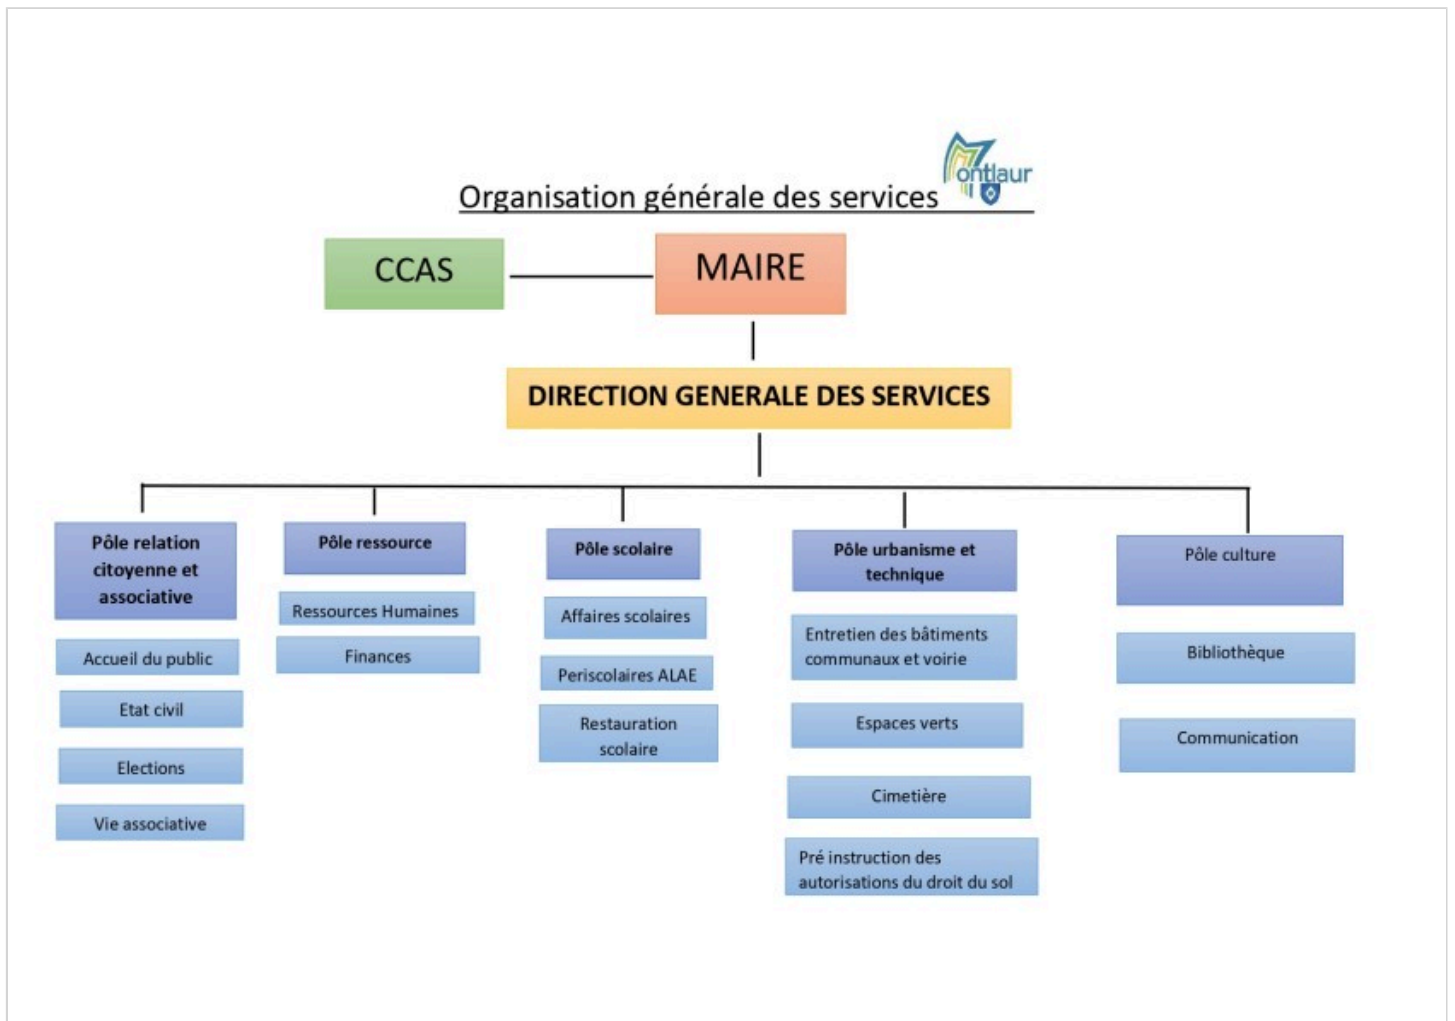 Montlaur
Organisation générale des services
CCAS
MAIRE
DIRECTION GENERALE DES SERVICES
Pôle relation
citoyenne et
associative
Accueil du public
Etat civil
Elections
Vie associative
Pôle ressource
Ressources Humaines
Finances
Pôle scolaire
Affaires scolaires
Periscolaires ALAE
Restauration
scolaire
Pôle urbanisme et
technique
Entretien des bâtiments
communaux et voirie
Espaces verts
Cimetière
Pré instruction des
autorisations du droit du sol
Pôle culture
Bibliothèque
Communication